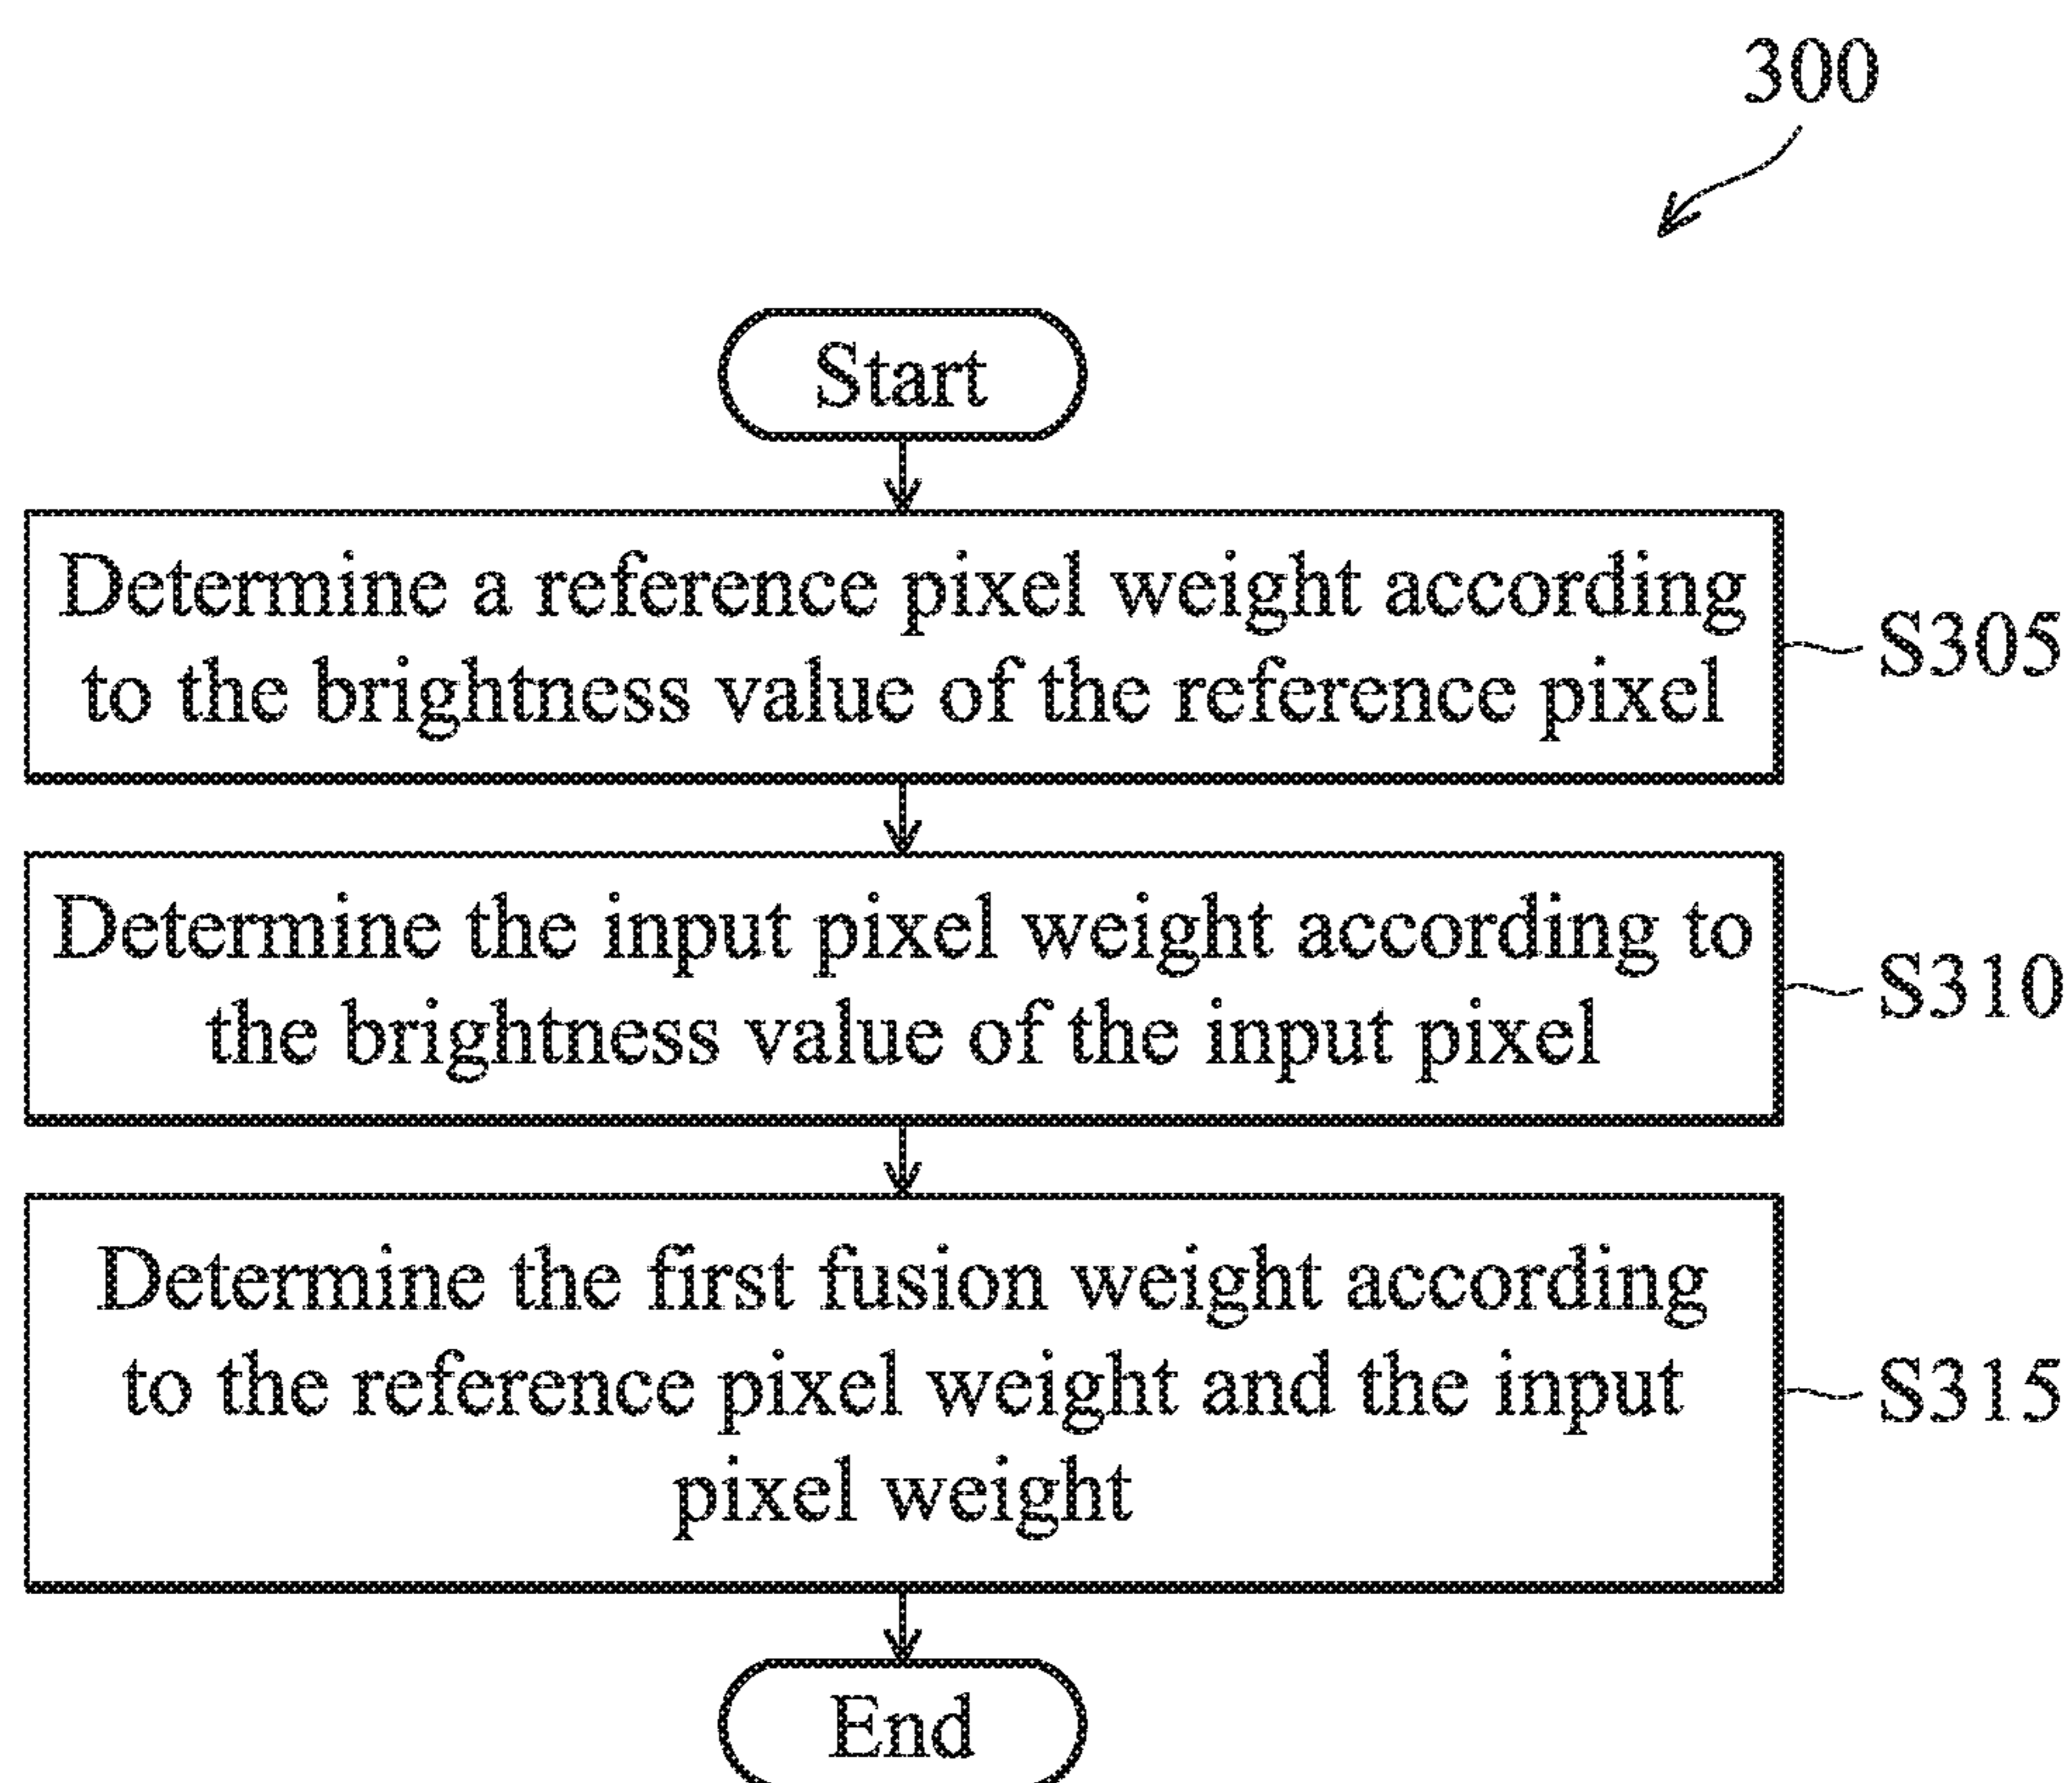 300
Start
Determine a reference pixel weight according
to the brightness value of the reference pixel
S305
Determine the input pixel weight according to
the brightness value of the input pixel
S310
Determine the first fusion weight according
to the reference pixel weight and the input
pixel weight
S315
End